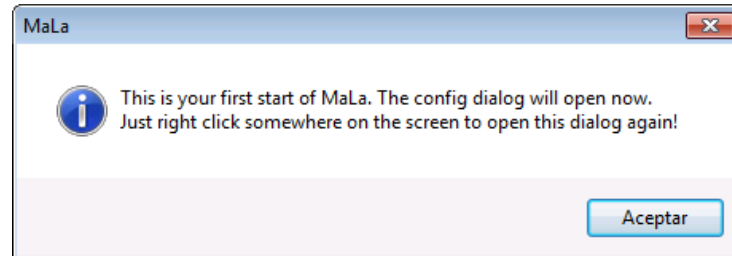 MaLa
This is your first start of MaLa. The config dialog will open now.
Just right click somewhere on the screen to open this dialog again!
Aceptar